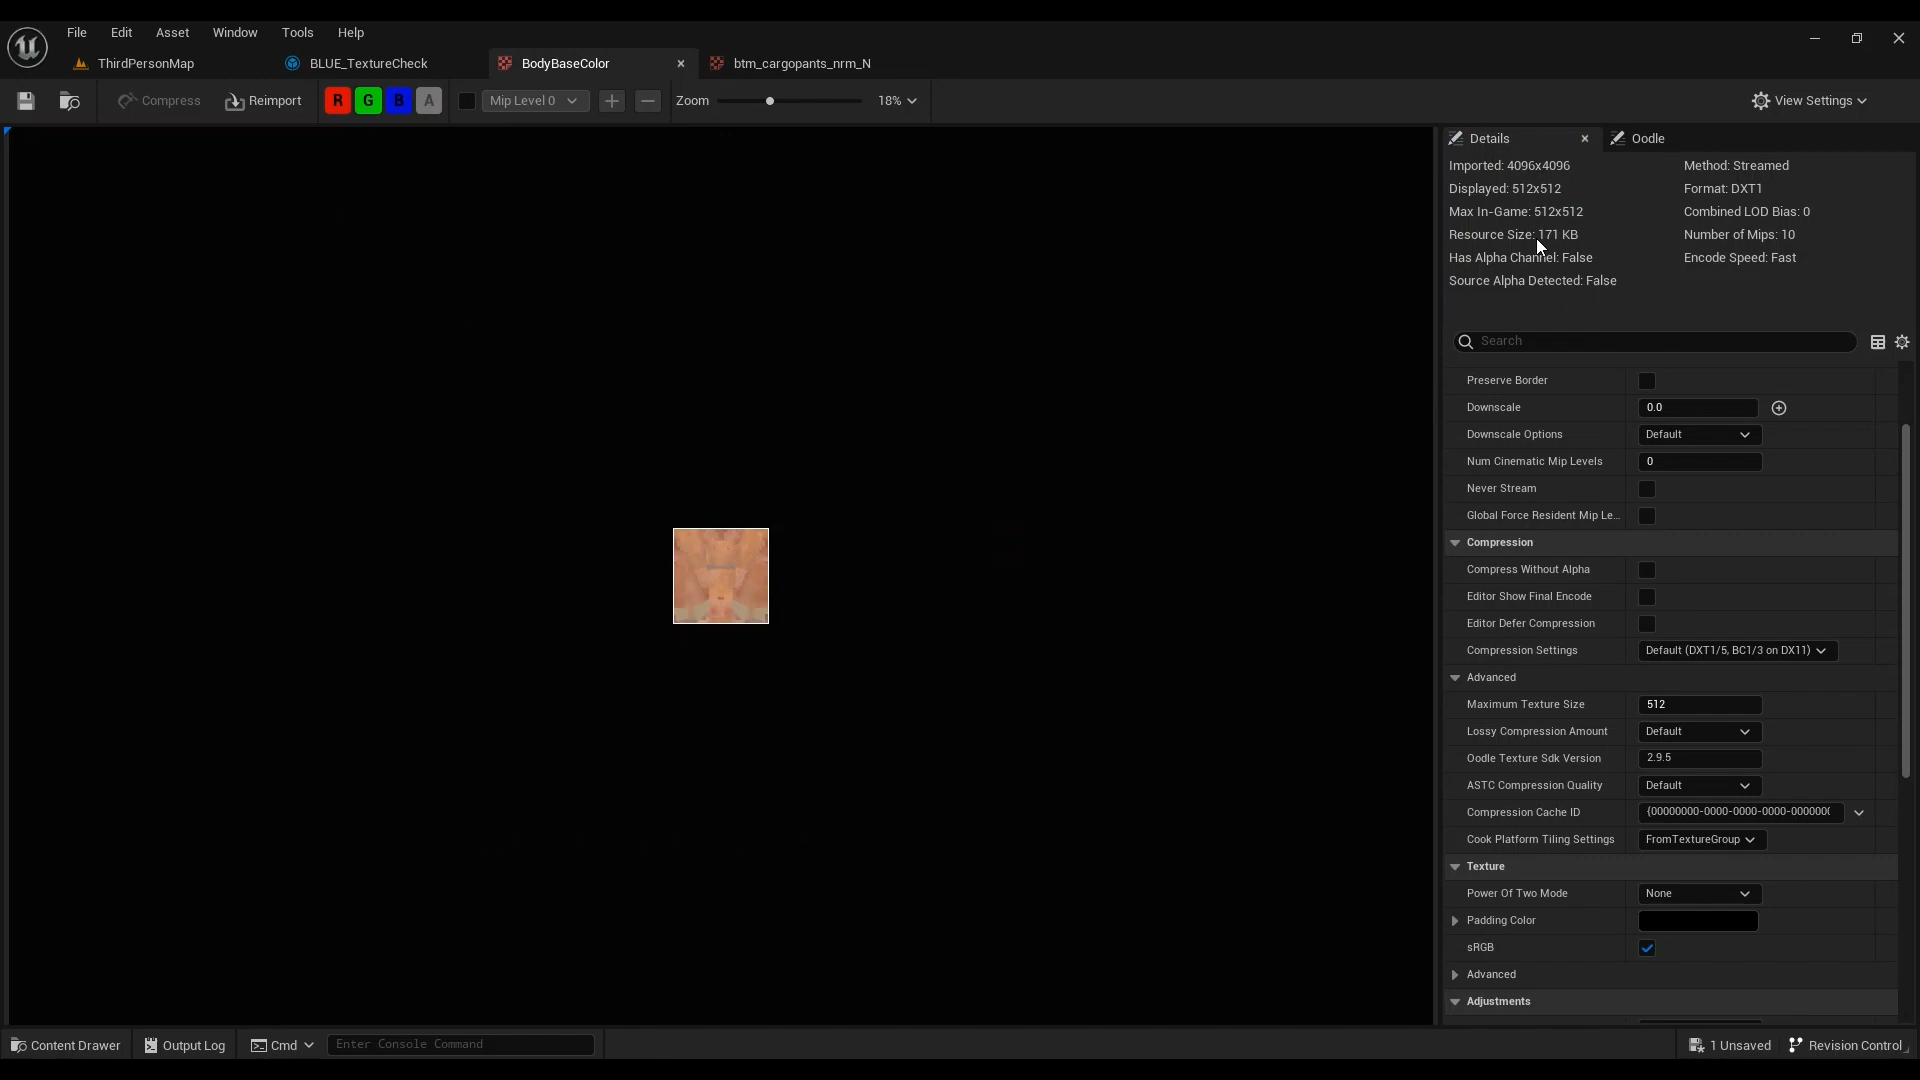 File Edit Asset Window Tools Help
ThirdPersonMap BLUE_TextureCheck BodyBaseColor btm_cargopants_nrm_N
Compress Reimport R G B A Mip Level 0 Zoom 18% View Settings
Details Oodle
Imported: 4096x4096 Method: Streamed
Displayed: 512x512 Format: DXT1
Max In-Game: 512x512 Combined LOD Bias: 0
Resource Size: 171 KB Number of Mips: 10
Has Alpha Channel: False Encode Speed: Fast
Source Alpha Detected: False
Search
Preserve Border
Downscale 0.0
Downscale Options Default
Num Cinematic Mip Levels 0
Never Stream
Global Force Resident Mip Le...
Compression
Compress Without Alpha
Editor Show Final Encode
Editor Defer Compression
Compression Settings Default (DXT1/5, BC1/3 on DX11)
Advanced
Maximum Texture Size 512
Lossy Compression Amount Default
Oodle Texture Sdk Version 2.9.5
ASTC Compression Quality Default
Compression Cache ID {00000000-0000-0000-0000-000000(
Cook Platform Tiling Settings FromTextureGroup
Texture
Power Of Two Mode None
Padding Color
sRGB
Advanced
Adjustments
Content Drawer Output Log Cmd Enter Console Command 1 Unsaved Revision Control